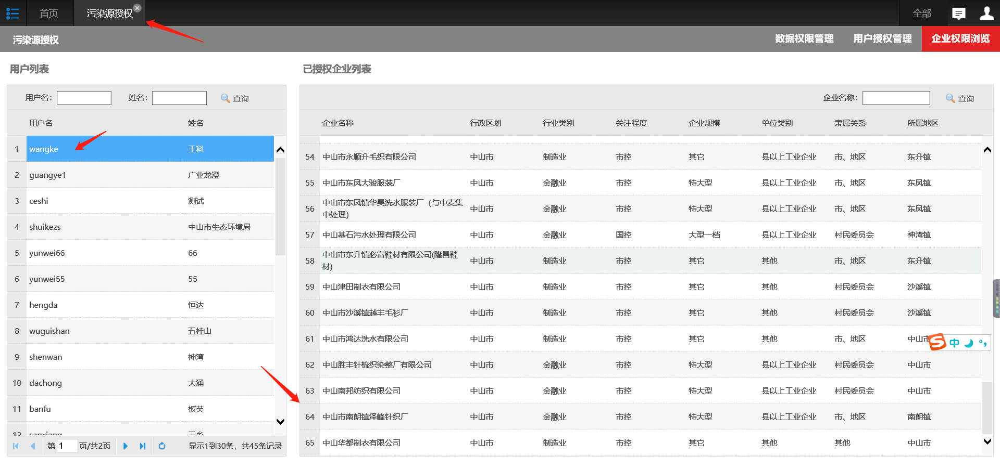 首页
污染源授权
全部
污染源授权
数据权限管理
用户授权管理
企业权限浏览
用户列表
已授权企业列表
用户名：
姓名：
查询
企业名称：
查询
用户名 姓名
1 wangke 王科
2 guangye1 广业龙澄
3 ceshi 测试
4 shuikezs 中山市生态环境局
5 yunwei66 66
6 yunwei55 55
7 hengda 恒达
8 wuguishan 五桂山
9 shenwan 神湾
10 dachong 大涌
11 banfu 板芙
12 sanxiang 三乡
第 1 页/共2页
显示1到30条，共45条记录
企业名称 行政区划 行业类别 关注程度 企业规模 单位类别 隶属关系 所属地区
54 中山市永顺升毛织有限公司 中山市 制造业 市控 其它 县以上工业企业 市、地区 东升镇
55 中山市东凤大骏服装厂 中山市 金融业 市控 特大型 县以上工业企业 市、地区 东凤镇
56 中山市东凤镇华昊洗水服装厂（与中麦集
中处理） 中山市 金融业 市控 特大型 县以上工业企业 市、地区 东凤镇
57 中山基石污水处理有限公司 中山市 金融业 国控 大型一档 县以上工业企业 村民委员会 神湾镇
58 中山市东升镇必富鞋材有限公司(隆昌鞋
材) 中山市 制造业 市控 其它 其他 市、地区 东升镇
59 中山津田制衣有限公司 中山市 制造业 市控 其它 其他 村民委员会 沙溪镇
60 中山市沙溪镇越丰毛衫厂 中山市 制造业 市控 其它 其他 村民委员会 沙溪镇
61 中山市鸿达洗水有限公司 中山市 制造业 市控 其它 其他 市、地区 中山市
62 中山胜丰针梳织染整厂有限公司 中山市 金融业 市控 特大型 县以上工业企业 村民委员会 中山市
63 中山南邦纺织有限公司 中山市 金融业 市控 特大型 县以上工业企业 村民委员会 中山市
64 中山市南朗镇泽峰针织厂 中山市 金融业 市控 特大型 县以上工业企业 市、地区 南朗镇
65 中山华都制衣有限公司 中山市 制造业 市控 其它 其他 其他 中山市
S 中 °，